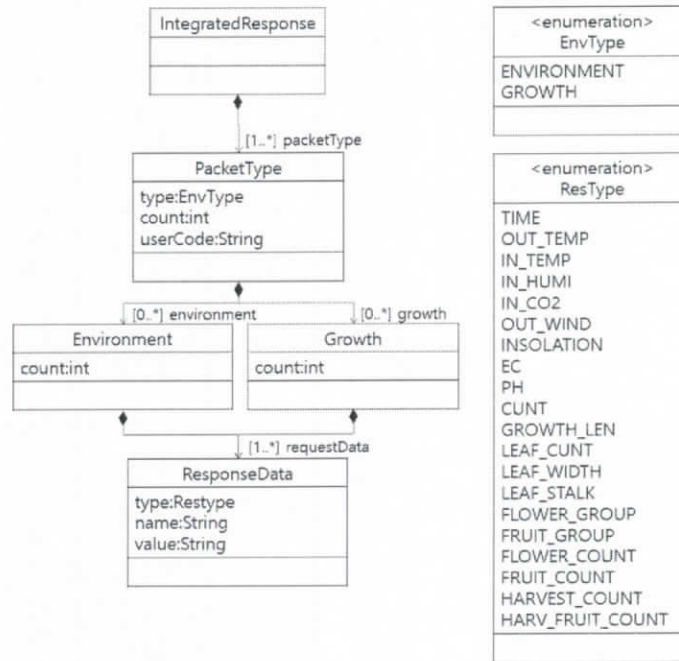 IntegratedResponse
[1..*] packetType
PacketType
type:EnvType
count:int
userCode:String
[0..*] environment
[0..*] growth
Environment
count:int
Growth
count:int
[1..*] requestData
ResponseData
type:Restype
name:String
value:String
<enumeration>
EnvType
ENVIRONMENT
GROWTH
<enumeration>
ResType
TIME
OUT_TEMP
IN_TEMP
IN_HUMI
IN_CO2
OUT_WIND
INSOLATION
EC
PH
CUNT
GROWTH_LEN
LEAF_CUNT
LEAF_WIDTH
LEAF_STALK
FLOWER_GROUP
FRUIT_GROUP
FLOWER_COUNT
FRUIT_COUNT
HARVEST_COUNT
HARV_FRUIT_COUNT